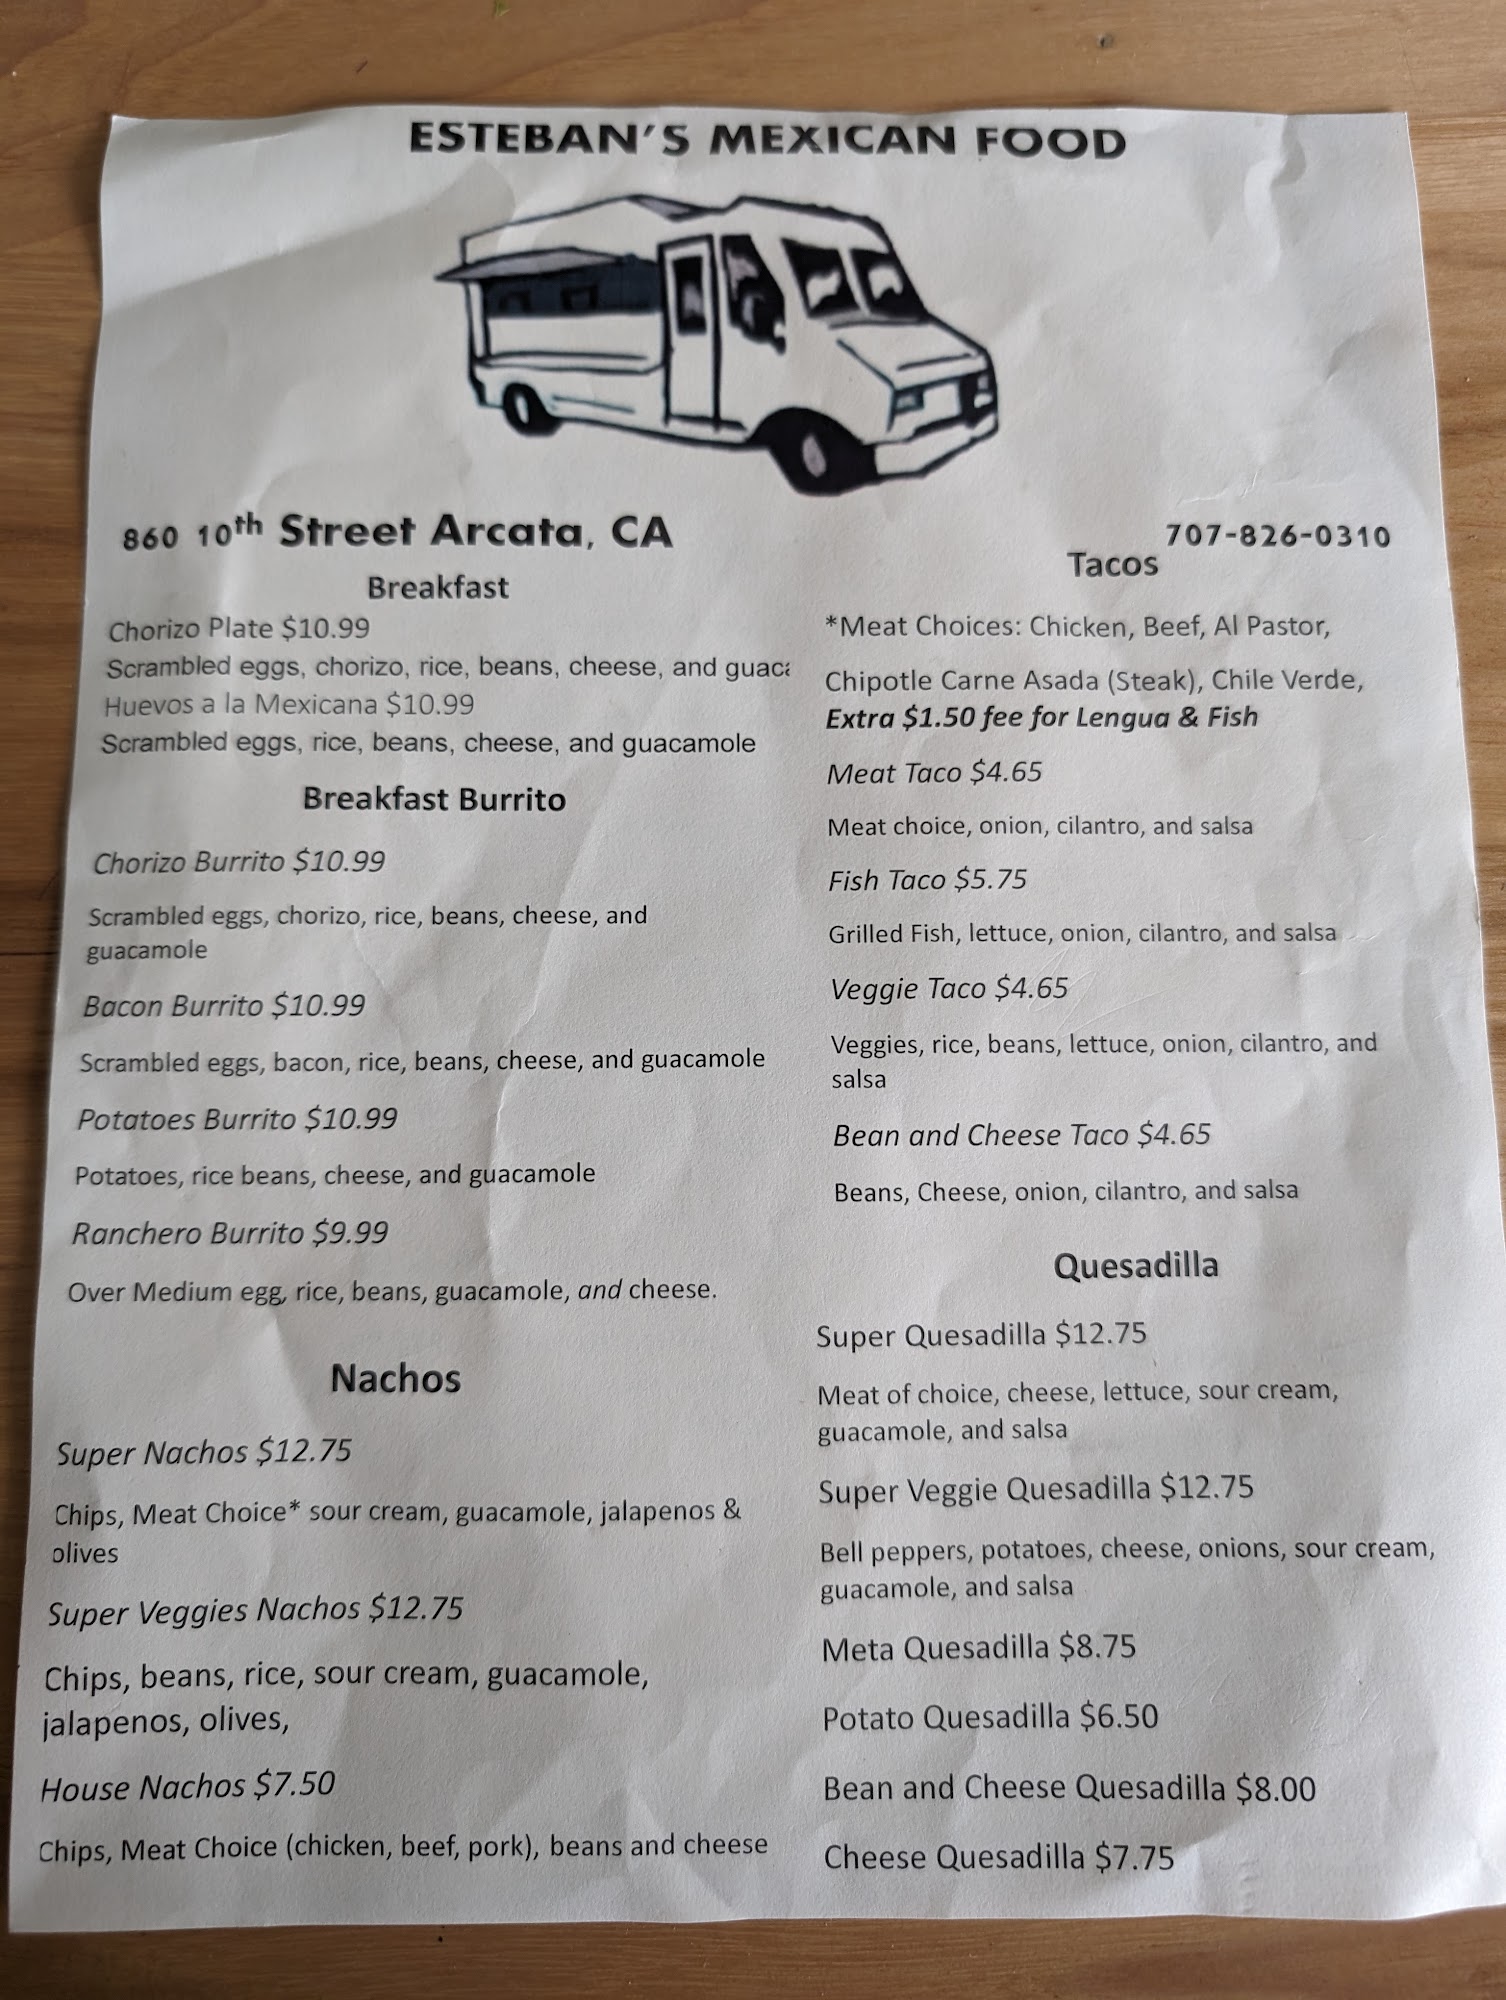 ESTEBAN'S MEXICAN FOOD
860 10th Street Arcata, CA
707-826-0310
Breakfast
Chorizo Plate $10.99
Scrambled eggs, chorizo, rice, beans, cheese, and guaca
Huevos a la Mexicana $10.99
Scrambled eggs, rice, beans, cheese, and guacamole
Breakfast Burrito
Chorizo Burrito $10.99
Scrambled eggs, chorizo, rice, beans, cheese, and
guacamole
Bacon Burrito $10.99
Scrambled eggs, bacon, rice, beans, cheese, and guacamole
Potatoes Burrito $10.99
Potatoes, rice beans, cheese, and guacamole
Ranchero Burrito $9.99
Over Medium egg, rice, beans, guacamole, and cheese.
Nachos
Super Nachos $12.75
Chips, Meat Choice* sour cream, guacamole, jalapenos &
olives
Super Veggies Nachos $12.75
Chips, beans, rice, sour cream, guacamole,
jalapenos, olives,
House Nachos $7.50
Chips, Meat Choice (chicken, beef, pork), beans and cheese
Tacos
*Meat Choices: Chicken, Beef, Al Pastor,
Chipotle Carne Asada (Steak), Chile Verde,
Extra $1.50 fee for Lengua & Fish
Meat Taco $4.65
Meat choice, onion, cilantro, and salsa
Fish Taco $5.75
Grilled Fish, lettuce, onion, cilantro, and salsa
Veggie Taco $4.65
Veggies, rice, beans, lettuce, onion, cilantro, and
salsa
Bean and Cheese Taco $4.65
Beans, Cheese, onion, cilantro, and salsa
Quesadilla
Super Quesadilla $12.75
Meat of choice, cheese, lettuce, sour cream,
guacamole, and salsa
Super Veggie Quesadilla $12.75
Bell peppers, potatoes, cheese, onions, sour cream,
guacamole, and salsa
Meta Quesadilla $8.75
Potato Quesadilla $6.50
Bean and Cheese Quesadilla $8.00
Cheese Quesadilla $7.75